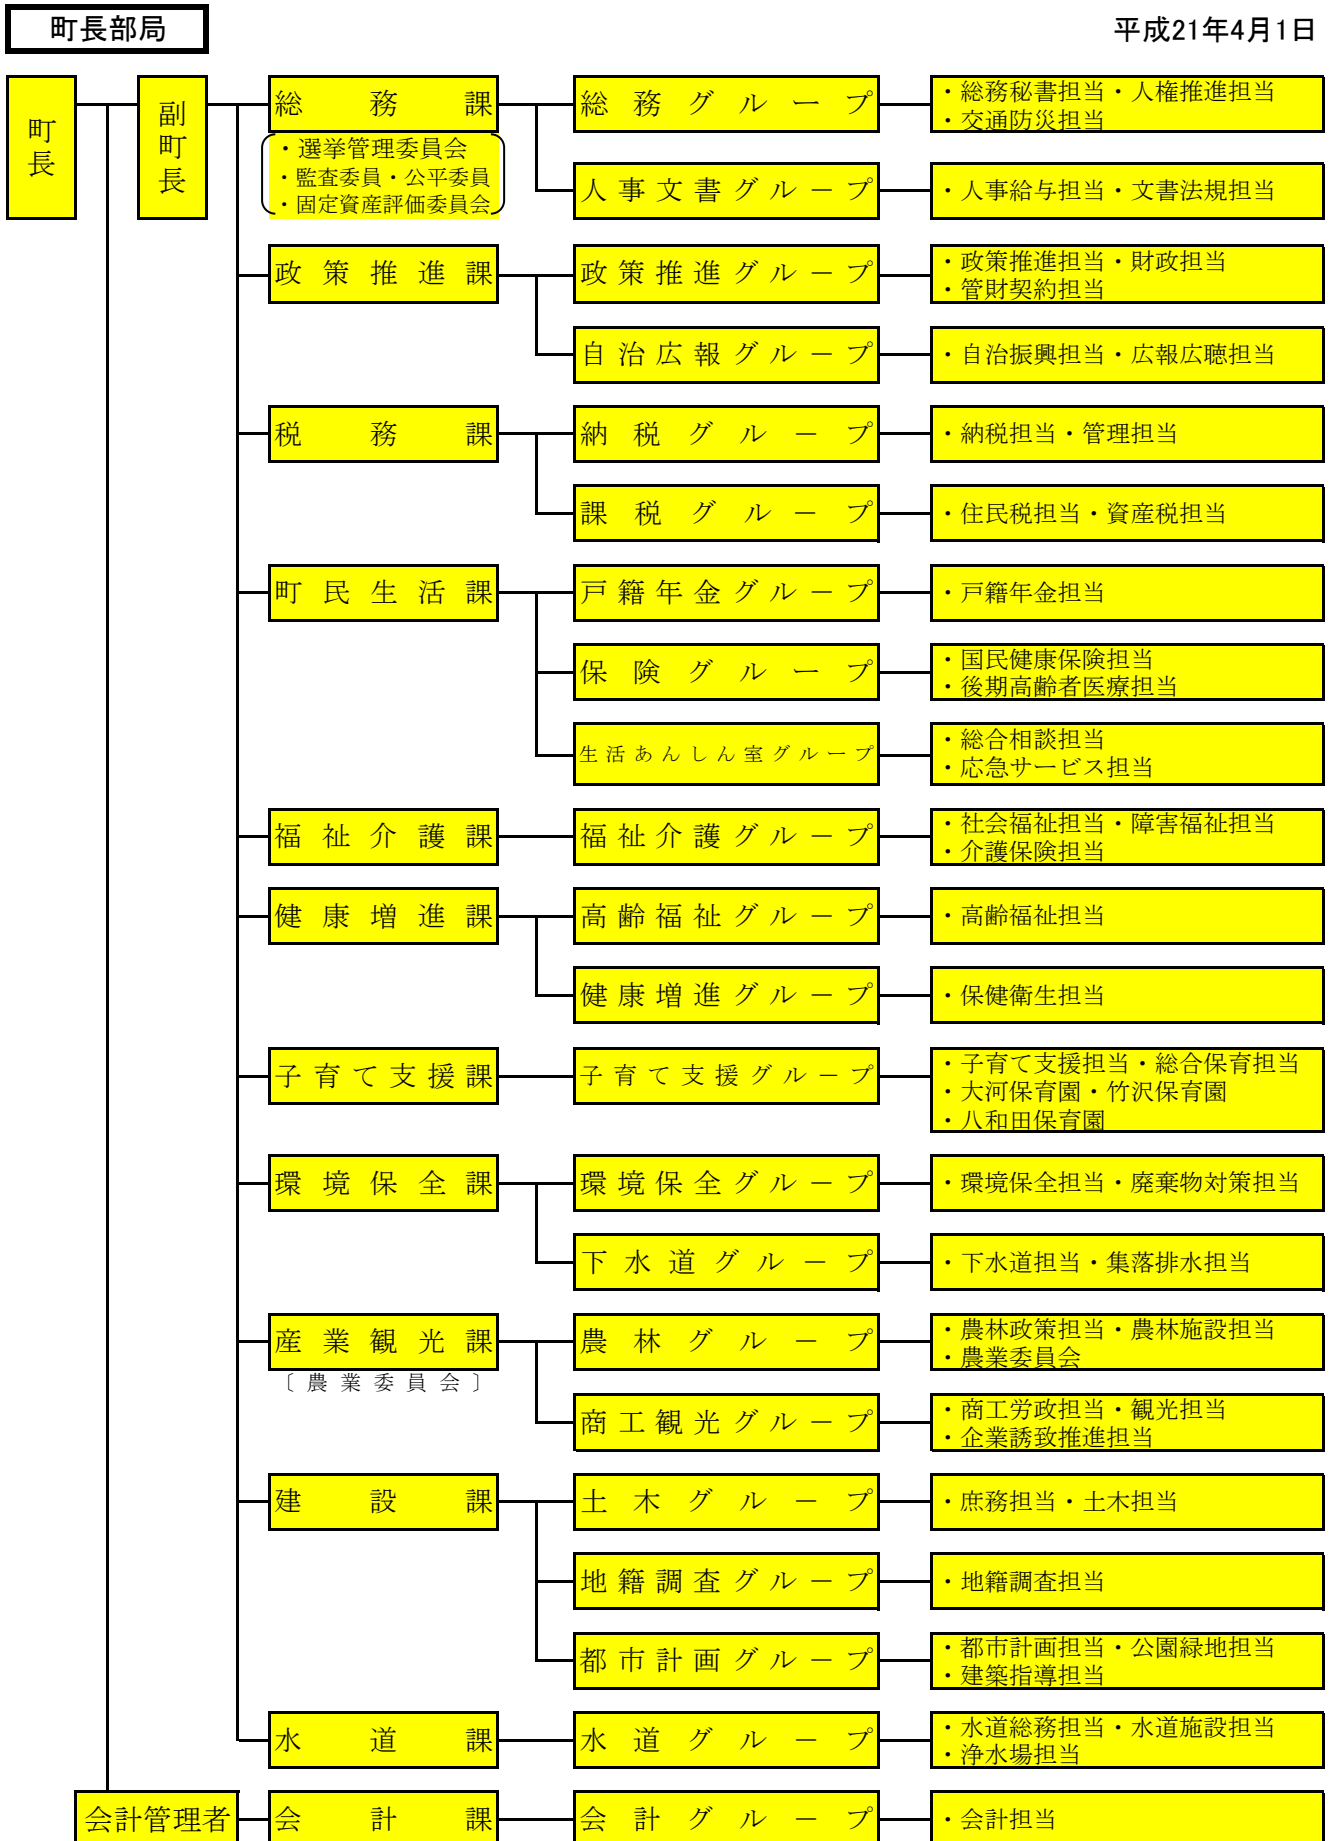 町長部局
平成21年4月1日
町長
副町長
総務課
・選挙管理委員会
・監査委員・公平委員
・固定資産評価委員会
総務グループ
・総務秘書担当・人権推進担当
・交通防災担当
人事文書グループ
・人事給与担当・文書法規担当
政策推進課
政策推進グループ
・政策推進担当・財政担当
・管財契約担当
自治広報グループ
・自治振興担当・広報広聴担当
税務課
納税グループ
・納税担当・管理担当
課税グループ
・住民税担当・資産税担当
町民生活課
戸籍年金グループ
・戸籍年金担当
保険グループ
・国民健康保険担当
・後期高齢者医療担当
生活あんしん室グループ
・総合相談担当
・応急サービス担当
福祉介護課
福祉介護グループ
・社会福祉担当・障害福祉担当
・介護保険担当
健康増進課
高齢福祉グループ
・高齢福祉担当
健康増進グループ
・保健衛生担当
子育て支援課
子育て支援グループ
・子育て支援担当・総合保育担当
・大河保育園・竹沢保育園
・八和田保育園
環境保全課
環境保全グループ
・環境保全担当・廃棄物対策担当
下水道グループ
・下水道担当・集落排水担当
産業観光課
〔農業委員会〕
農林グループ
・農林政策担当・農林施設担当
・農業委員会
商工観光グループ
・商工労政担当・観光担当
・企業誘致推進担当
建設課
土木グループ
・庶務担当・土木担当
地籍調査グループ
・地籍調査担当
都市計画グループ
・都市計画担当・公園緑地担当
・建築指導担当
水道課
水道グループ
・水道総務担当・水道施設担当
・浄水場担当
会計管理者
会計課
会計グループ
・会計担当